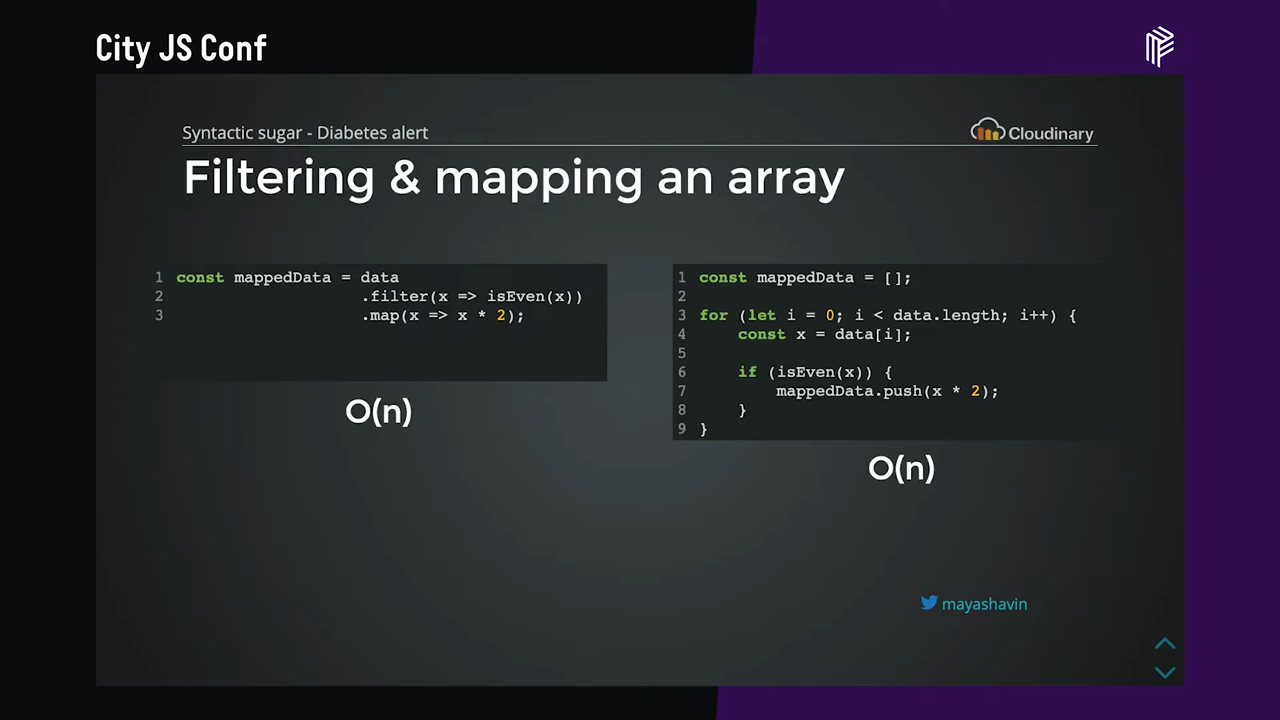 City JS Conf
Syntactic sugar - Diabetes alert
Cloudinary
Filtering & mapping an array
1 const mappedData = data
2 .filter(x => isEven(x))
3 .map(x => x * 2);
O(n)
1 const mappedData = [];
2
3 for (let i = 0; i < data.length; i++) {
4 const x = data[i];
5
6 if (isEven(x)) {
7 mappedData.push(x * 2);
8 }
9 }
O(n)
mayashavin